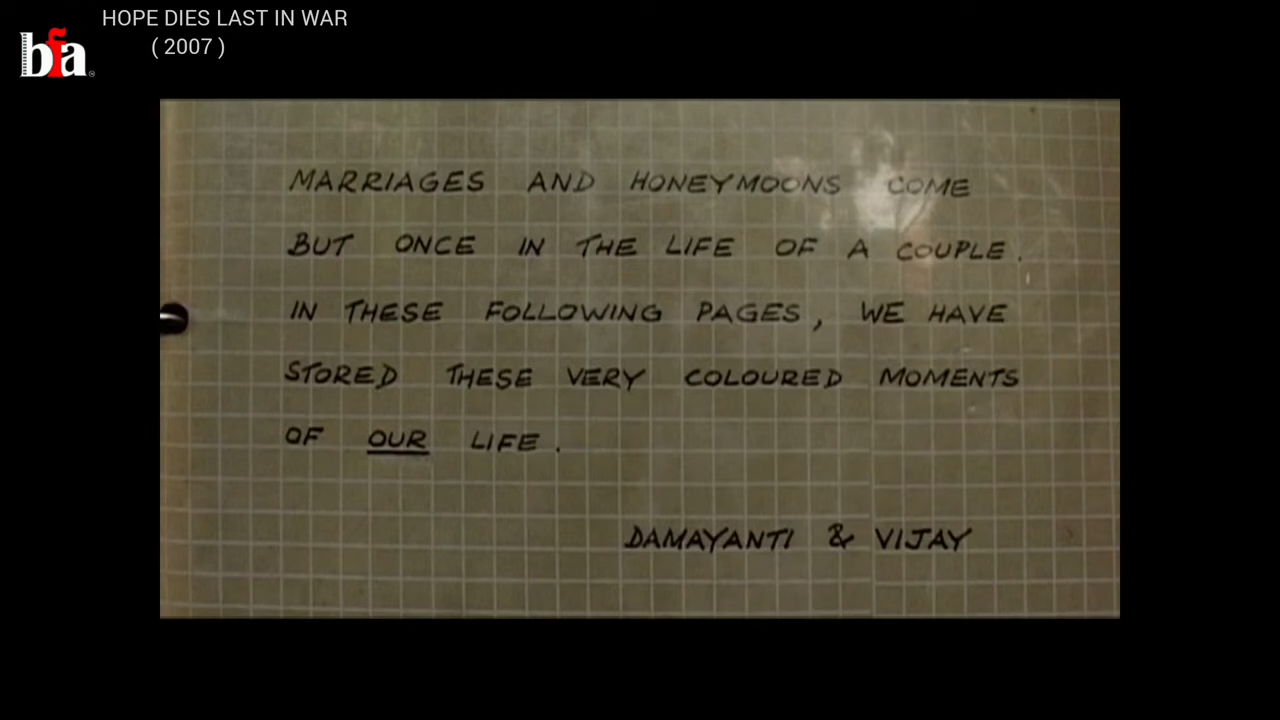 HOPE DIES LAST IN WAR
( 2007 )
bfa
MARRIAGES AND HONEYMOONS COME
BUT ONCE IN THE LIFE OF A COUPLE.
IN THESE FOLLOWING PAGES, WE HAVE
STORED THESE VERY COLOURED MOMENTS
OF OUR LIFE.
DAMAYANTI & VIJAY